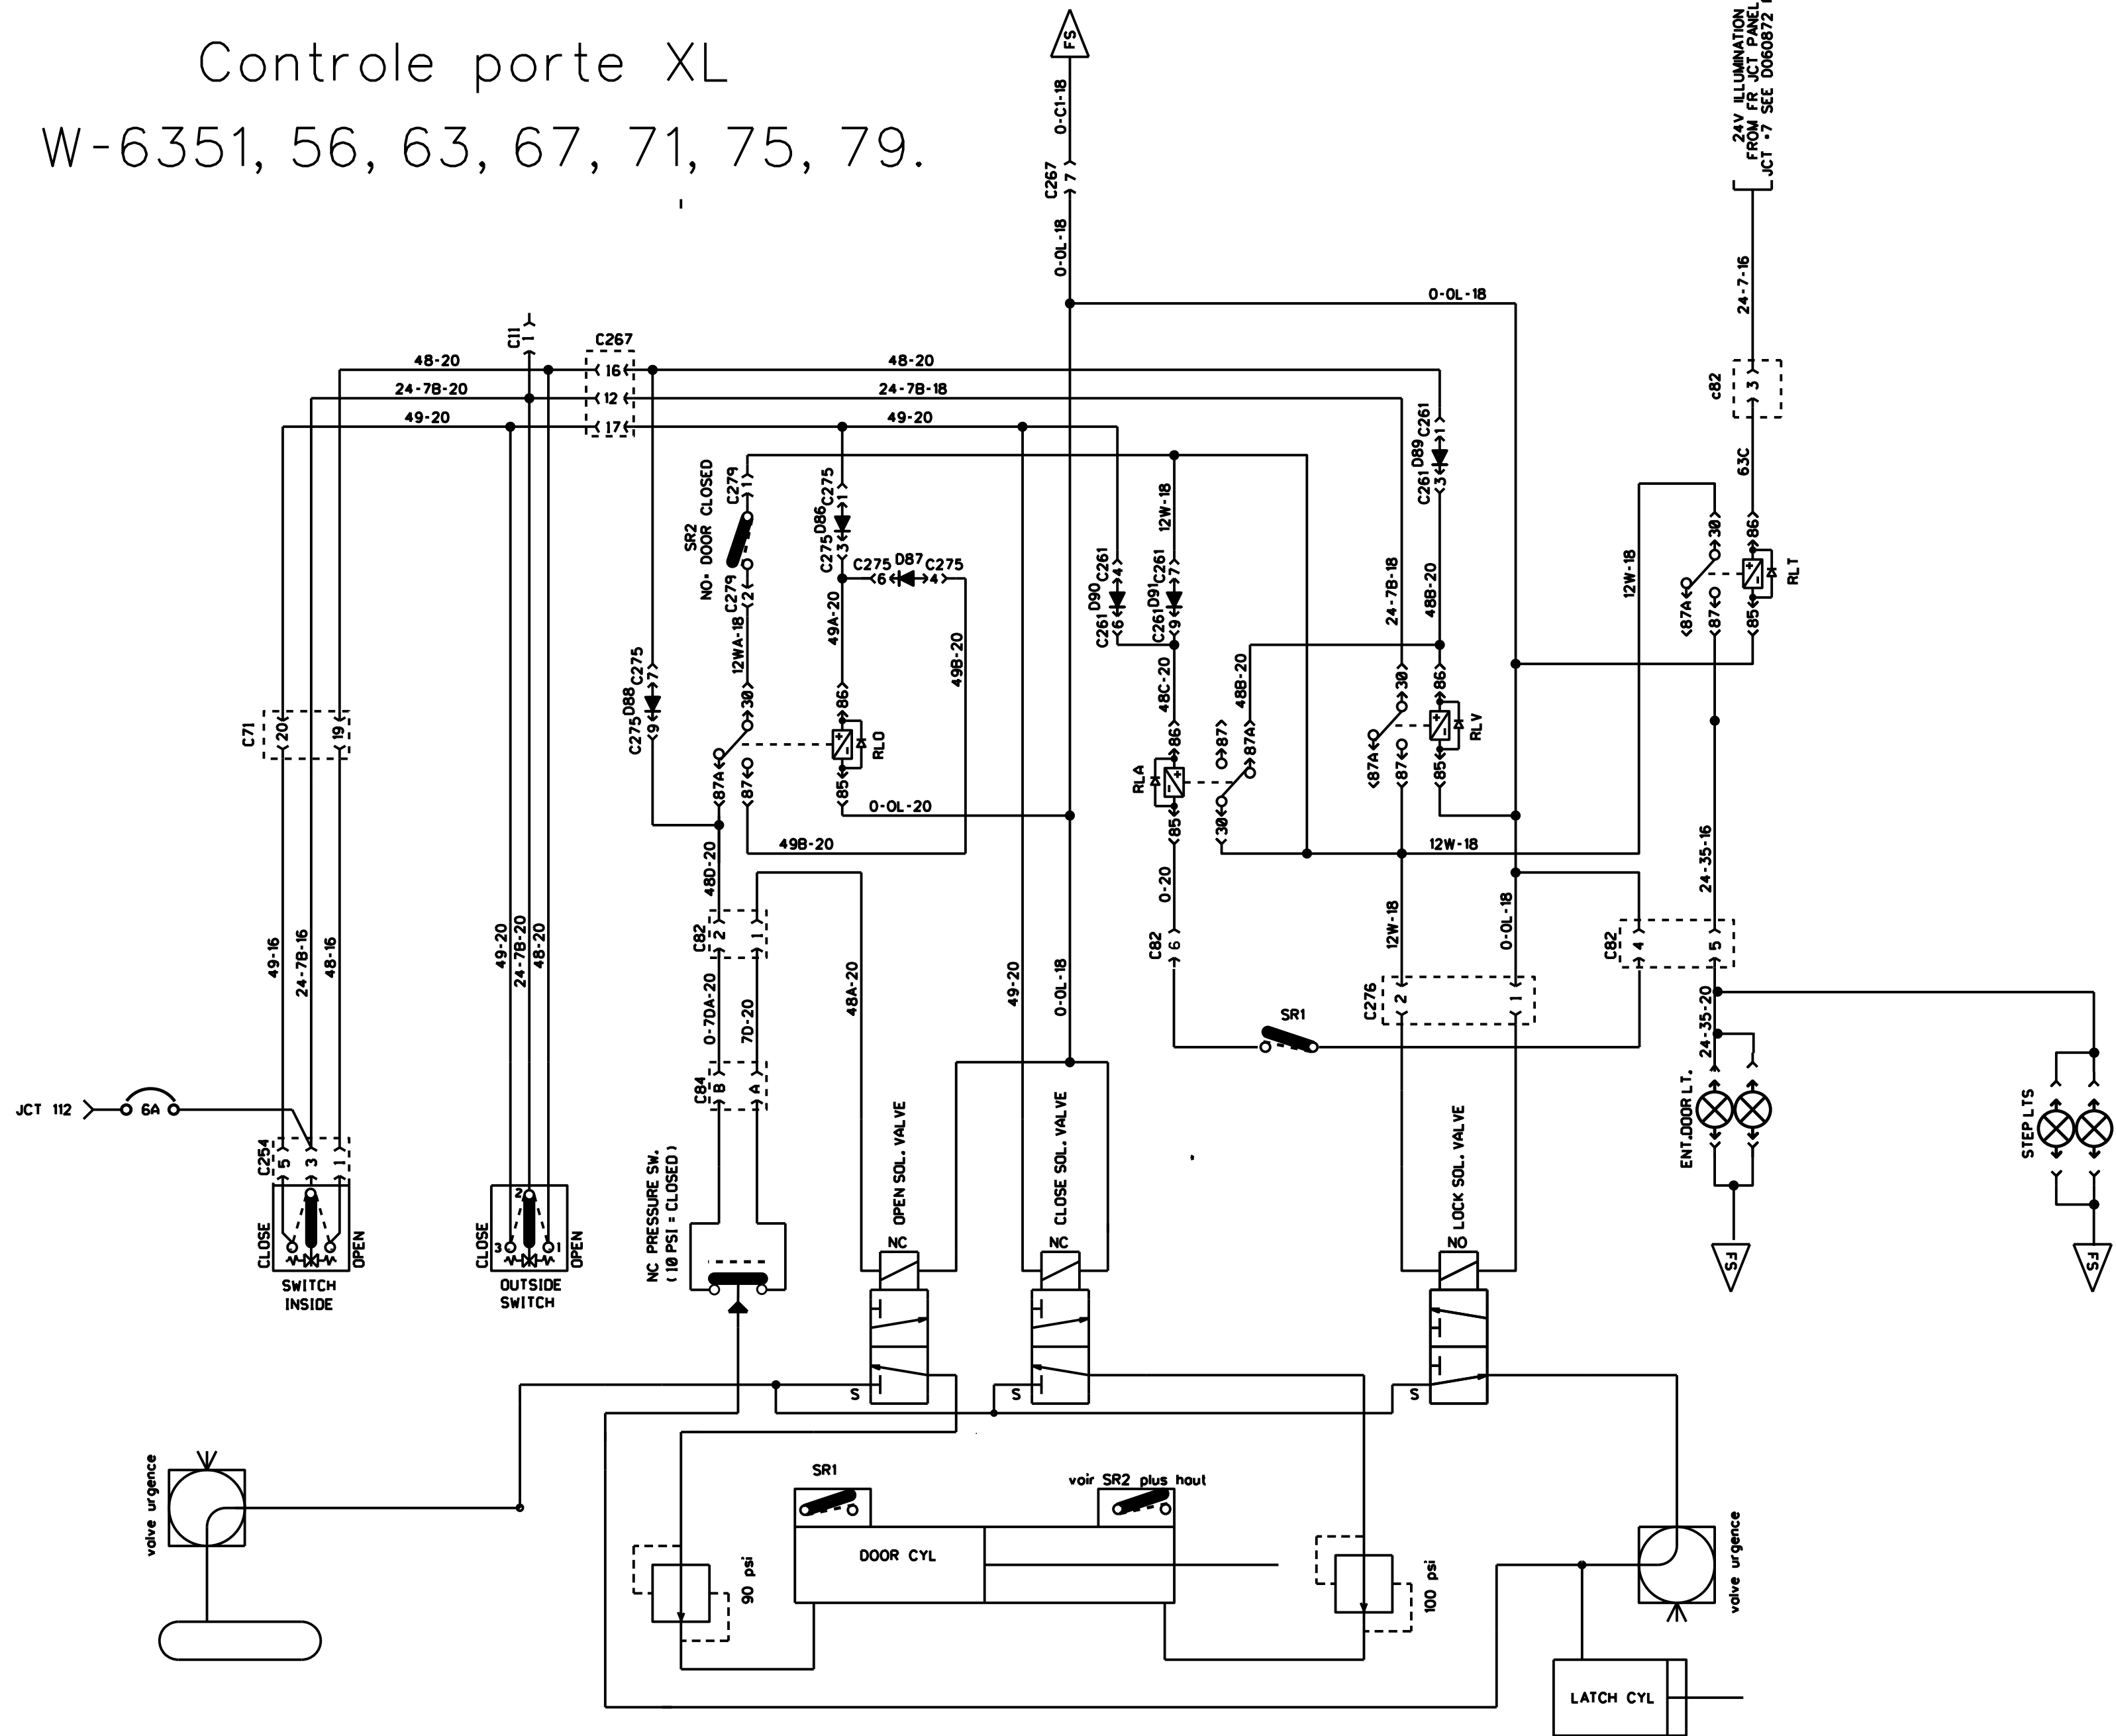 Controle porte XL
W-6351, 56, 63, 67, 71, 75, 79.
FS
0-C1-18
C267
7
0-0L-18
24V ILLUMINATION
FROM FR JCT PANEL
JCT •7 SEE D060872
24-7-16
c82
3
63C
0-0L-18
C11
1
C267
48-20
16
48-20
24-7B-20
12
24-7B-18
49-20
17
49-20
SR2
NO= DOOR CLOSED
C279
1
C279
2
12WA-18
C275
1
D86
C275
3
C275
6
D87
4
C275
49A-20
49B-20
C261
4
D90
C261
6
12W-18
C261
7
D91
C261
9
C261
1
D89
C261
3
24-7B-18
48B-20
12W-18
30
86
87A
87
85
RLT
C275
7
D88
C275
9
30
86
87A
87
85
RLO
0-0L-20
49B-20
48C-20
48B-20
86
87
87A
RLA
85
30
30
86
87A
87
85
RLV
12W-18
C71
20
19
49-16
24-7B-16
48-16
49-20
24-7B-20
48-20
48D-20
C82
2
1
0-7DA-20
7D-20
C84
B
A
48A-20
49-20
0-0L-18
0-20
C82
6
SR1
12W-18
0-0L-18
C276
2
1
24-35-16
C82
4
5
24-35-20
ENT.DOOR LT.
STEP LTS
FS
FS
JCT 112
6A
C254
5
3
1
CLOSE
OPEN
SWITCH
INSIDE
CLOSE
2
3
1
OPEN
OUTSIDE
SWITCH
NC PRESSURE SW.
( 10 PSI = CLOSED )
OPEN SOL. VALVE
NC
S
CLOSE SOL. VALVE
NC
S
LOCK SOL. VALVE
NO
S
valve urgence
SR1
voir SR2 plus haut
DOOR CYL
90 psi
100 psi
valve urgence
LATCH CYL